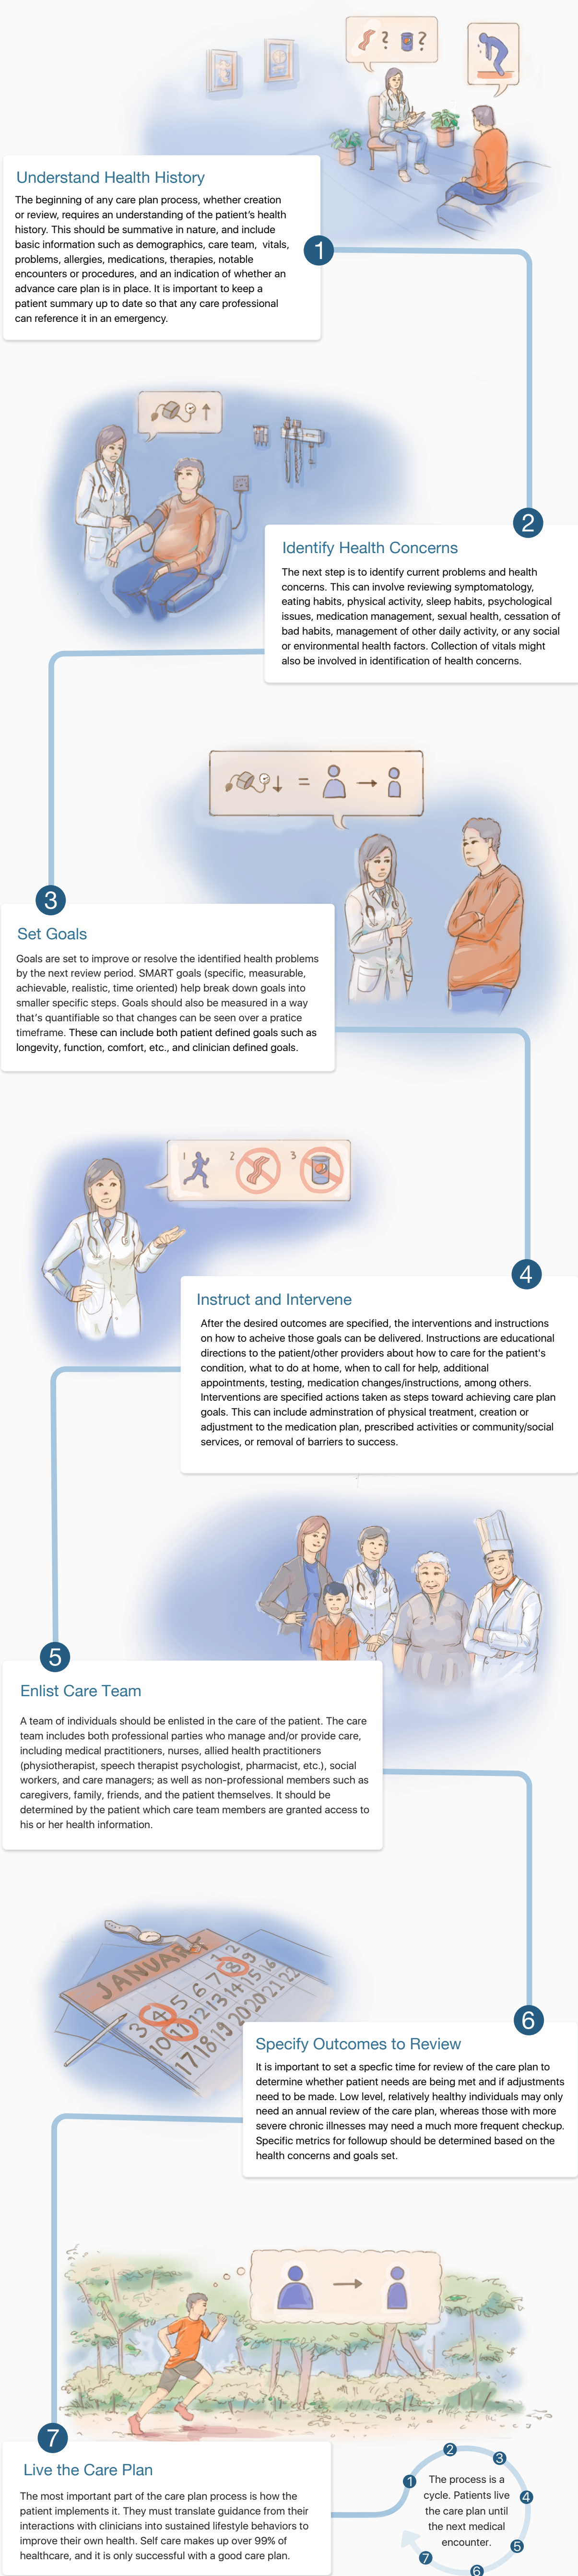 Understand Health History
The beginning of any care plan process, whether creation
or review, requires an understanding of the patient's health
history. This should be summative in nature, and include
basic information such as demographics, care team, vitals,
problems, allergies, medications, therapies, notable
encounters or procedures, and an indication of whether an
advance care plan is in place. It is important to keep a
patient summary up to date so that any care professional
can reference it in an emergency.
? ?
1
2
Identify Health Concerns
The next step is to identify current problems and health
concerns. This can involve reviewing symptomatology,
eating habits, physical activity, sleep habits, psychological
issues, medication management, sexual health, cessation of
bad habits, management of other daily activity, or any social
or environmental health factors. Collection of vitals might
also be involved in identification of health concerns.
=
3
Set Goals
Goals are set to improve or resolve the identified health problems
by the next review period. SMART goals (specific, measurable,
achievable, realistic, time oriented) help break down goals into
smaller specific steps. Goals should also be measured in a way
that's quantifiable so that changes can be seen over a pratice
timeframe. These can include both patient defined goals such as
longevity, function, comfort, etc., and clinician defined goals.
1 2 3
4
Instruct and Intervene
After the desired outcomes are specified, the interventions and instructions
on how to acheive those goals can be delivered. Instructions are educational
directions to the patient/other providers about how to care for the patient's
condition, what to do at home, when to call for help, additional
appointments, testing, medication changes/instructions, among others.
Interventions are specified actions taken as steps toward achieving care plan
goals. This can include adminstration of physical treatment, creation or
adjustment to the medication plan, prescribed activities or community/social
services, or removal of barriers to success.
5
Enlist Care Team
A team of individuals should be enlisted in the care of the patient. The care
team includes both professional parties who manage and/or provide care,
including medical practitioners, nurses, allied health practitioners
(physiotherapist, speech therapist psychologist, pharmacist, etc.), social
workers, and care managers; as well as non-professional members such as
caregivers, family, friends, and the patient themselves. It should be
determined by the patient which care team members are granted access to
his or her health information.
JANUARY
1 2
3 4 5 6 7 8 9
10 11 12 13 14 15 16
17 18 19 20 21 22
6
Specify Outcomes to Review
It is important to set a specfic time for review of the care plan to
determine whether patient needs are being met and if adjustments
need to be made. Low level, relatively healthy individuals may only
need an annual review of the care plan, whereas those with more
severe chronic illnesses may need a much more frequent checkup.
Specific metrics for followup should be determined based on the
health concerns and goals set.
7
Live the Care Plan
The most important part of the care plan process is how the
patient implements it. They must translate guidance from their
interactions with clinicians into sustained lifestyle behaviors to
improve their own health. Self care makes up over 99% of
healthcare, and it is only successful with a good care plan.
1
2
3
4
5
6
7
The process is a
cycle. Patients live
the care plan until
the next medical
encounter.